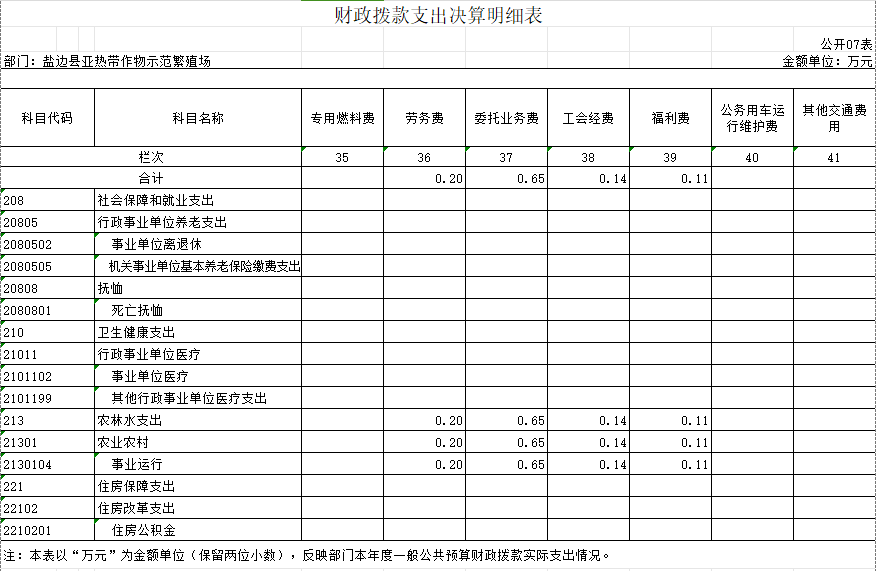 财政拨款支出决算明细表
公开07表
部门：盐边县亚热带作物示范繁殖场 金额单位：万元
科目代码 科目名称 专用燃料费 劳务费 委托业务费 工会经费 福利费 公务用车运行维护费 其他交通费用
栏次 35 36 37 38 39 40 41
合计 0.20 0.65 0.14 0.11
208 社会保障和就业支出
20805 行政事业单位养老支出
2080502 事业单位离退休
2080505 机关事业单位基本养老保险缴费支出
20808 抚恤
2080801 死亡抚恤
210 卫生健康支出
21011 行政事业单位医疗
2101102 事业单位医疗
2101199 其他行政事业单位医疗支出
213 农林水支出 0.20 0.65 0.14 0.11
21301 农业农村 0.20 0.65 0.14 0.11
2130104 事业运行 0.20 0.65 0.14 0.11
221 住房保障支出
22102 住房改革支出
2210201 住房公积金
注：本表以“万元”为金额单位（保留两位小数），反映部门本年度一般公共预算财政拨款实际支出情况。